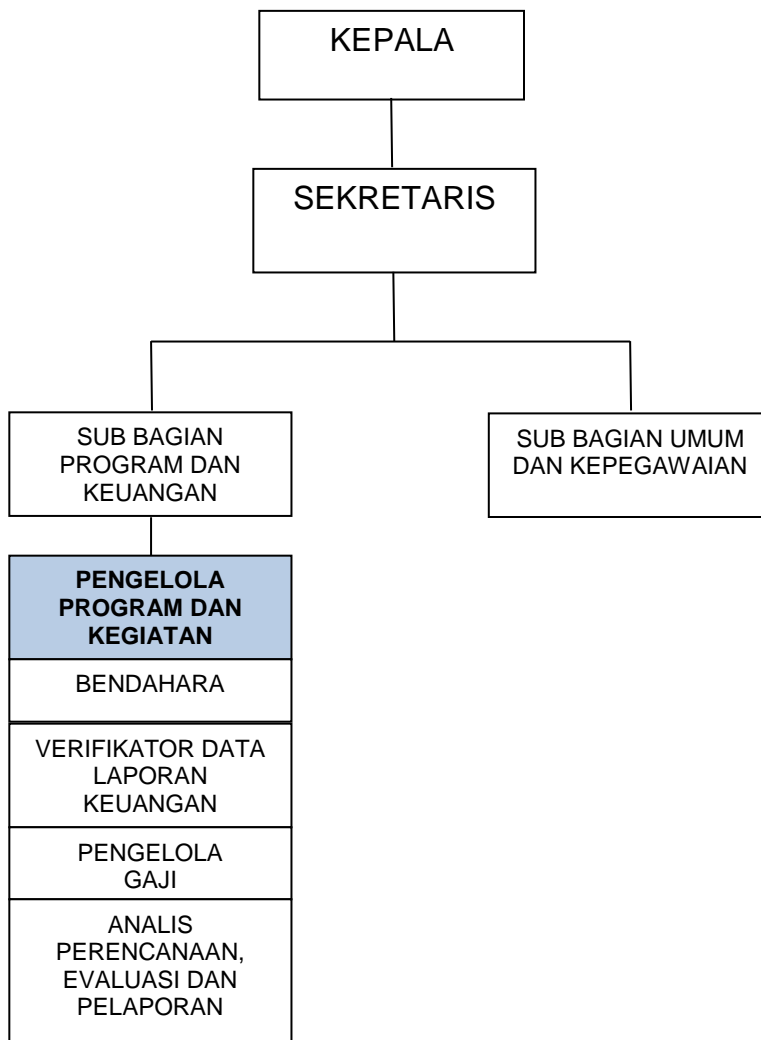 KEPALA
SEKRETARIS
SUB BAGIAN
PROGRAM DAN
KEUANGAN
SUB BAGIAN UMUM
DAN KEPEGAWAIAN
PENGELOLA
PROGRAM DAN
KEGIATAN
BENDAHARA
VERIFIKATOR DATA
LAPORAN
KEUANGAN
PENGELOLA
GAJI
ANALIS
PERENCANAAN,
EVALUASI DAN
PELAPORAN